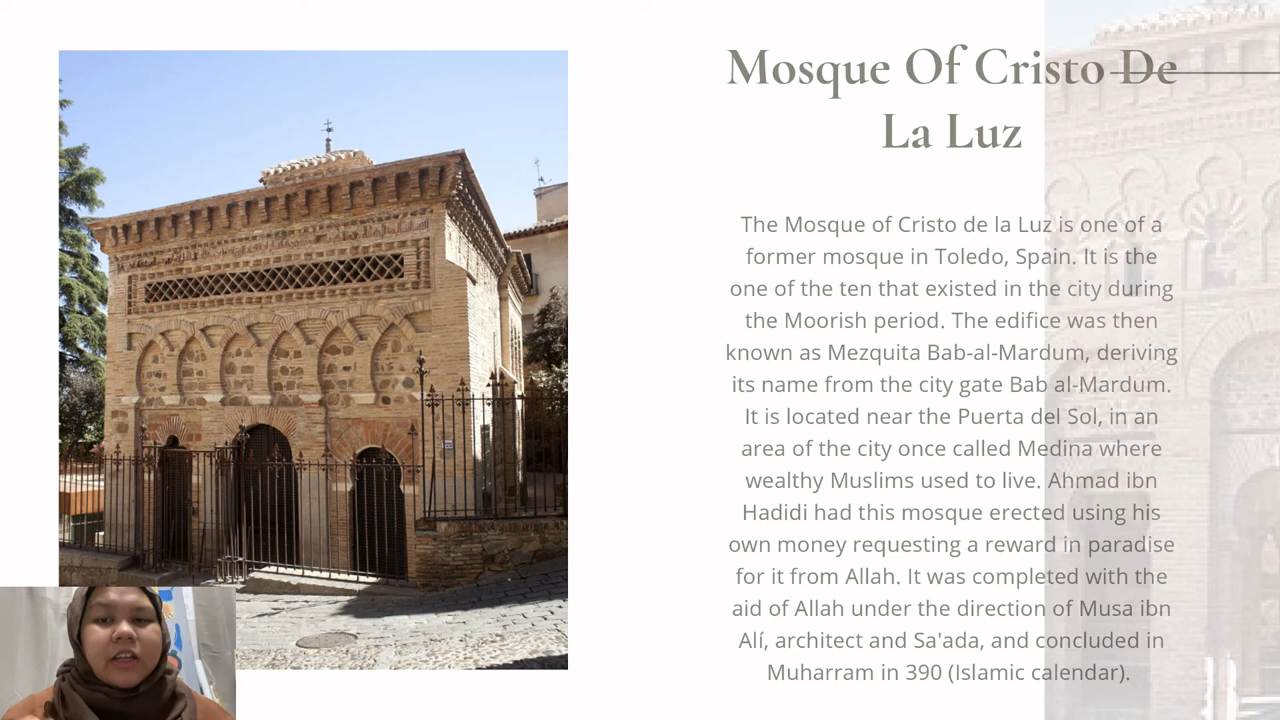 Mosque Of Cristo De
La Luz
The Mosque of Cristo de la Luz is one of a
former mosque in Toledo, Spain. It is the
one of the ten that existed in the city during
the Moorish period. The edifice was then
known as Mezquita Bab-al-Mardum, deriving
its name from the city gate Bab al-Mardum.
It is located near the Puerta del Sol, in an
area of the city once called Medina where
wealthy Muslims used to live. Ahmad ibn
Hadidi had this mosque erected using his
own money requesting a reward in paradise
for it from Allah. It was completed with the
aid of Allah under the direction of Musa ibn
Alí, architect and Sa'ada, and concluded in
Muharram in 390 (Islamic calendar).